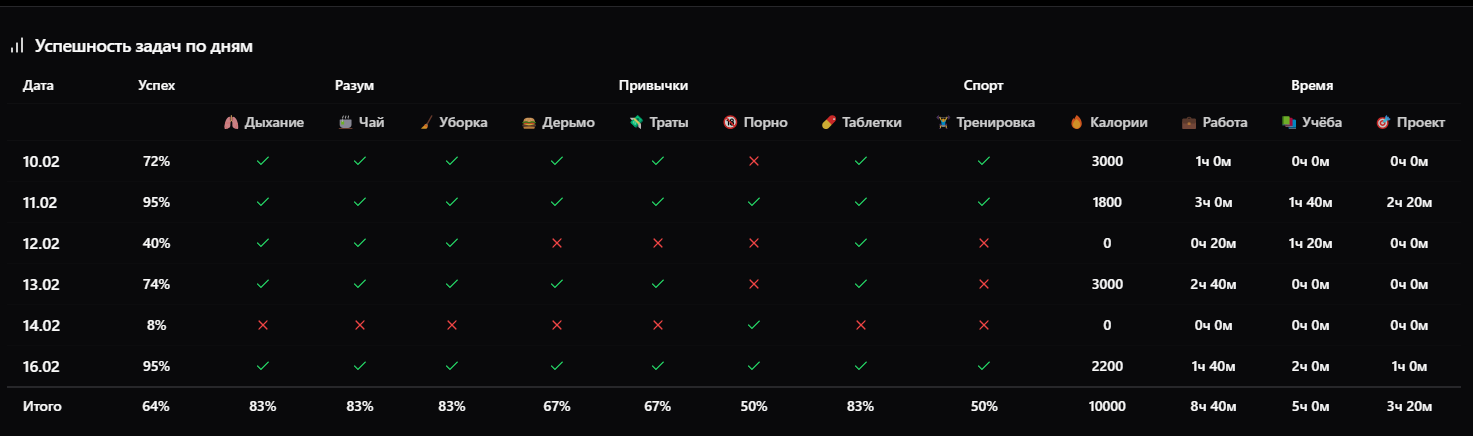 Успешность задач по дням
Дата Успех Разум Привычки Спорт Время
Дыхание Чай Уборка Дерьмо Траты Порно Таблетки Тренировка Калории Работа Учёба Проект
10.02 72% ✓ ✓ ✓ ✓ ✓ ✗ ✓ ✓ 3000 1ч 0м 0ч 0м 0ч 0м
11.02 95% ✓ ✓ ✓ ✓ ✓ ✓ ✓ ✓ 1800 3ч 0м 1ч 40м 2ч 20м
12.02 40% ✓ ✓ ✓ ✗ ✗ ✗ ✓ ✗ 0 0ч 20м 1ч 20м 0ч 0м
13.02 74% ✓ ✓ ✓ ✓ ✓ ✗ ✓ ✗ 3000 2ч 40м 0ч 0м 0ч 0м
14.02 8% ✗ ✗ ✗ ✗ ✗ ✓ ✗ ✗ 0 0ч 0м 0ч 0м 0ч 0м
16.02 95% ✓ ✓ ✓ ✓ ✓ ✓ ✓ ✓ 2200 1ч 40м 2ч 0м 1ч 0м
Итого 64% 83% 83% 83% 67% 67% 50% 83% 50% 10000 8ч 40м 5ч 0м 3ч 20м